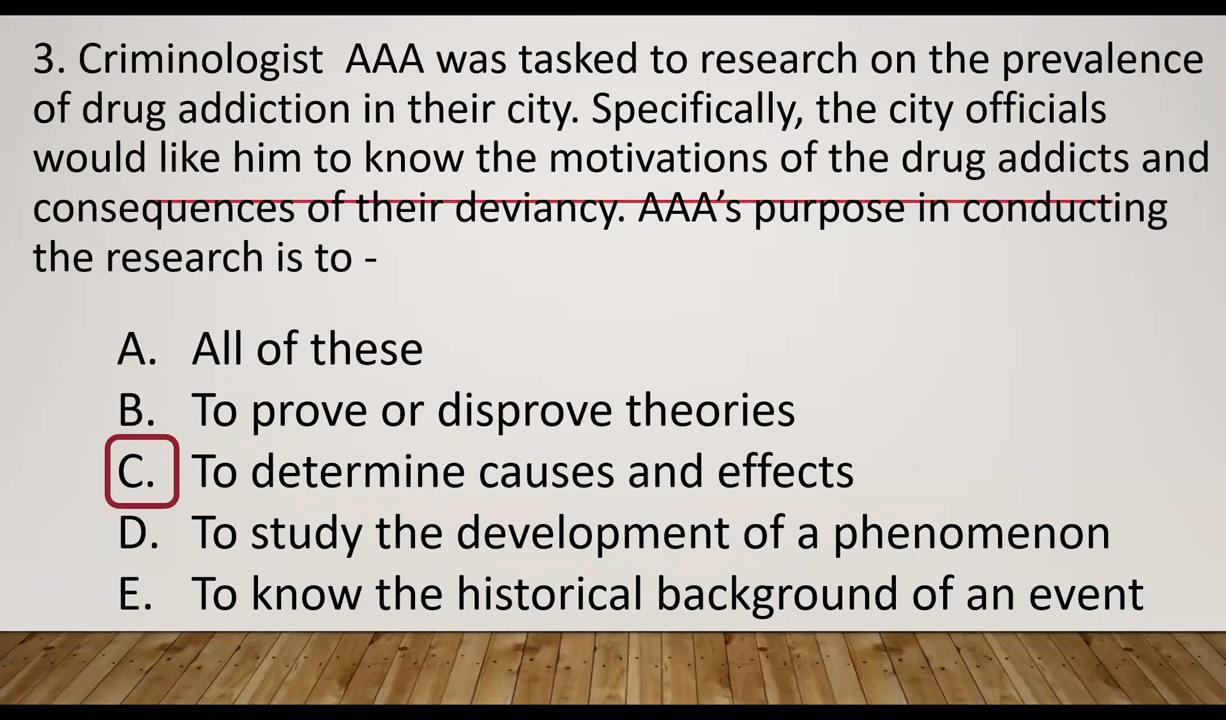 3. Criminologist AAA was tasked to research on the prevalence
of drug addiction in their city. Specifically, the city officials
would like him to know the motivations of the drug addicts and
consequences of their deviancy. AAA’s purpose in conducting
the research is to -
A. All of these
B. To prove or disprove theories
C. To determine causes and effects
D. To study the development of a phenomenon
E. To know the historical background of an event